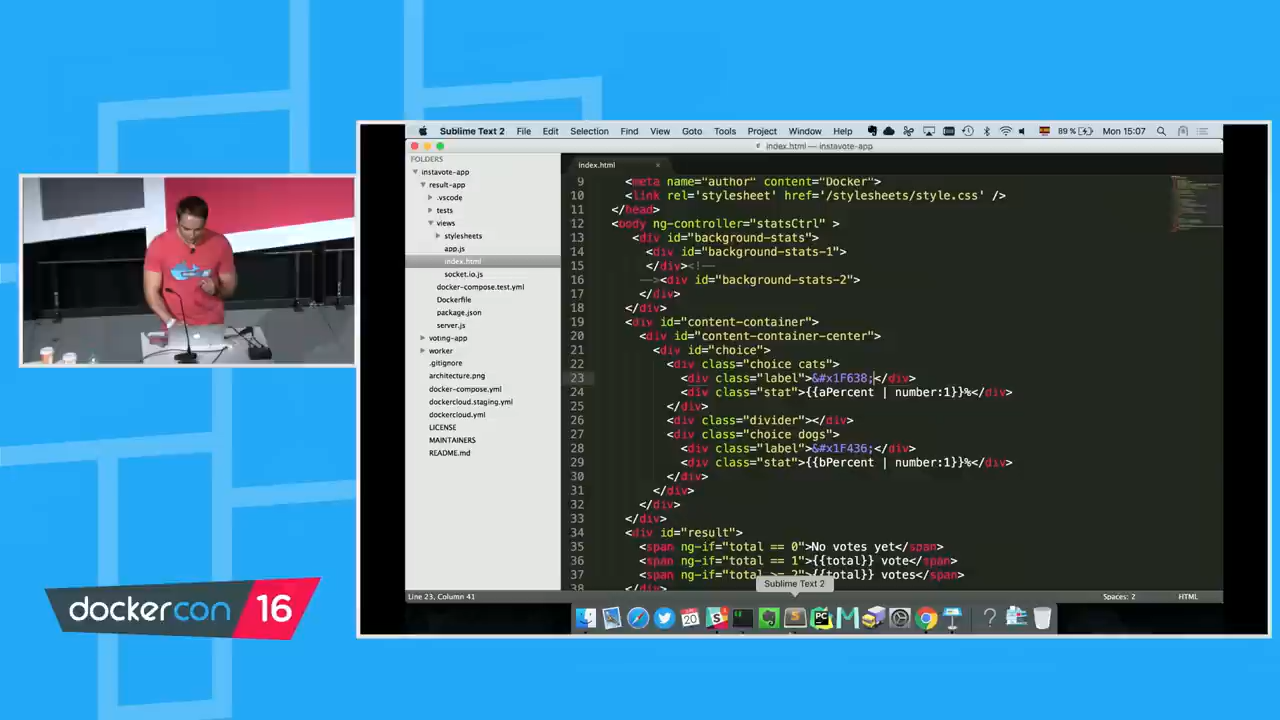 Sublime Text 2 File Edit Selection Find View Goto Tools Project Window Help 89 % Mon 15:07
index.html — instavote-app
FOLDERS
instavote-app
result-app
.vscode
tests
views
stylesheets
app.js
index.html
socket.io.js
docker-compose.test.yml
Dockerfile
package.json
server.js
voting-app
worker
.gitignore
architecture.png
docker-compose.yml
dockercloud.staging.yml
dockercloud.yml
LICENSE
MAINTAINERS
README.md
index.html ×
9 <meta name="author" content="Docker">
10 <link rel='stylesheet' href='/stylesheets/style.css' />
11 </head>
12 <body ng-controller="statsCtrl" >
13 <div id="background-stats">
14 <div id="background-stats-1">
15 </div><!--
16 --><div id="background-stats-2">
17 </div>
18 </div>
19 <div id="content-container">
20 <div id="content-container-center">
21 <div id="choice">
22 <div class="choice cats">
23 <div class="label">&#x1F638;</div>
24 <div class="stat">{{aPercent | number:1}}%</div>
25 </div>
26 <div class="divider"></div>
27 <div class="choice dogs">
28 <div class="label">&#x1F436;</div>
29 <div class="stat">{{bPercent | number:1}}%</div>
30 </div>
31 </div>
32 </div>
33 </div>
34 <div id="result">
35 <span ng-if="total == 0">No votes yet</span>
36 <span ng-if="total == 1">{{total}} vote</span>
37 <span ng-if="total >= 2">{{total}} votes</span>
38 </div>
Sublime Text 2
Line 23, Column 41 Spaces: 2 HTML
20
PC
dockercon 16